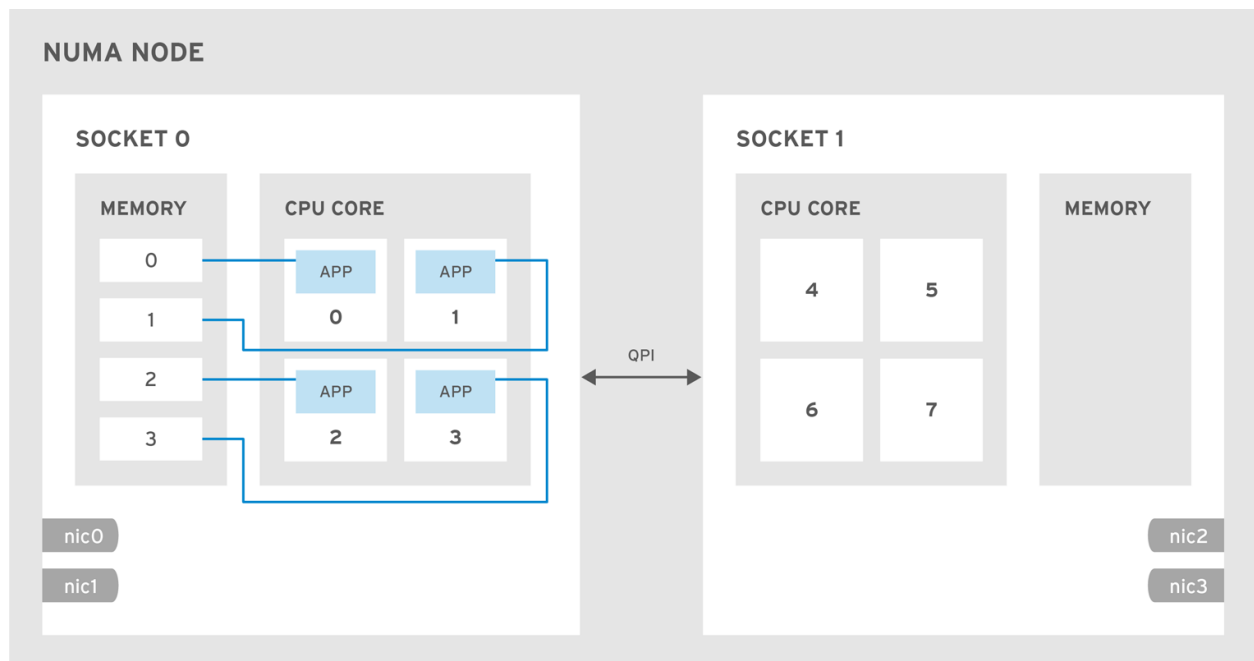 NUMA NODE
SOCKET 0
MEMORY
0
1
2
3
CPU CORE
APP
0
APP
1
APP
2
APP
3
nic0
nic1
QPI
SOCKET 1
CPU CORE
4
5
6
7
MEMORY
nic2
nic3